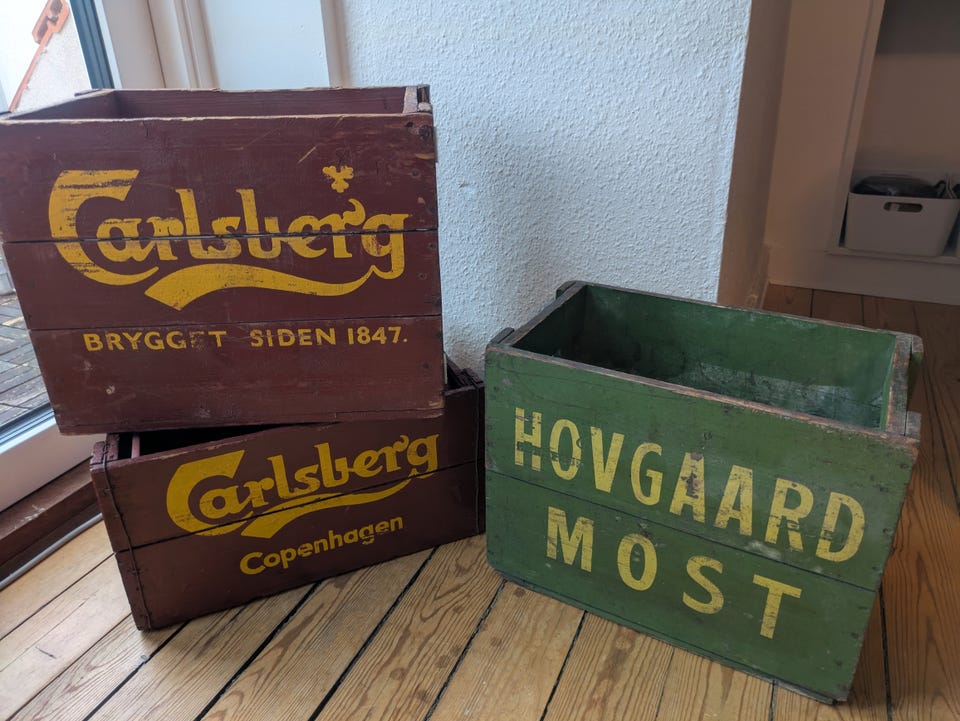 Carlsberg
BRYGGET SIDEN 1847.
Carlsberg
Copenhagen
HOVGAARD
MOST